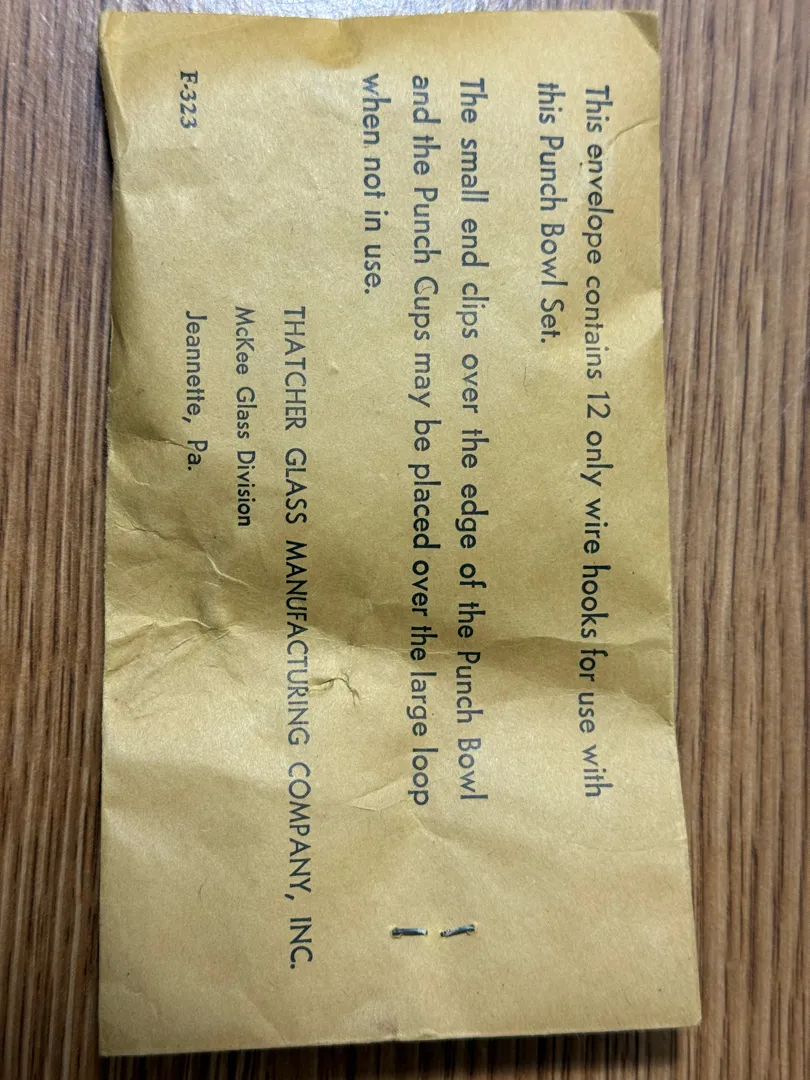 This envelope contains 12 only wire hooks for use with
this Punch Bowl Set.
The small end clips over the edge of the Punch Bowl
and the Punch Cups may be placed over the large loop
when not in use.
THATCHER GLASS MANUFACTURING COMPANY, INC.
McKee Glass Division
Jeannette, Pa.
F-323